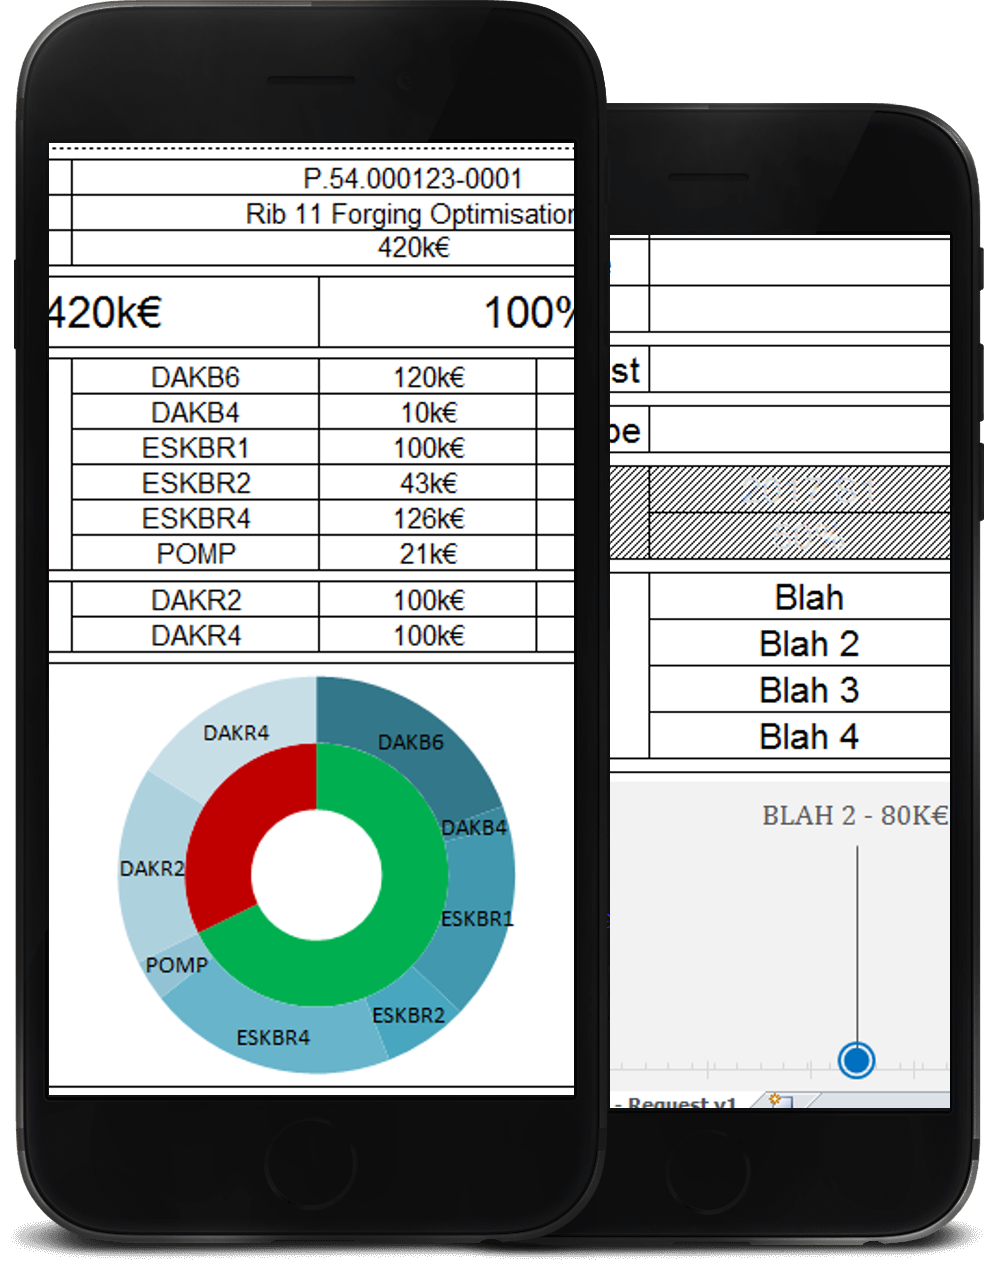 P.54.000123-0001
Rib 11 Forging Optimisation
420k€
420k€ 100%
DAKB6 120k€
DAKB4 10k€
ESKBR1 100k€
ESKBR2 43k€
ESKBR4 126k€
POMP 21k€
DAKR2 100k€
DAKR4 100k€
DAKR4
DAKB6
DAKB4
DAKR2
ESKBR1
POMP
ESKBR2
ESKBR4
st
pe
Blah
Blah 2
Blah 3
Blah 4
BLAH 2 - 80K€
- Request v1